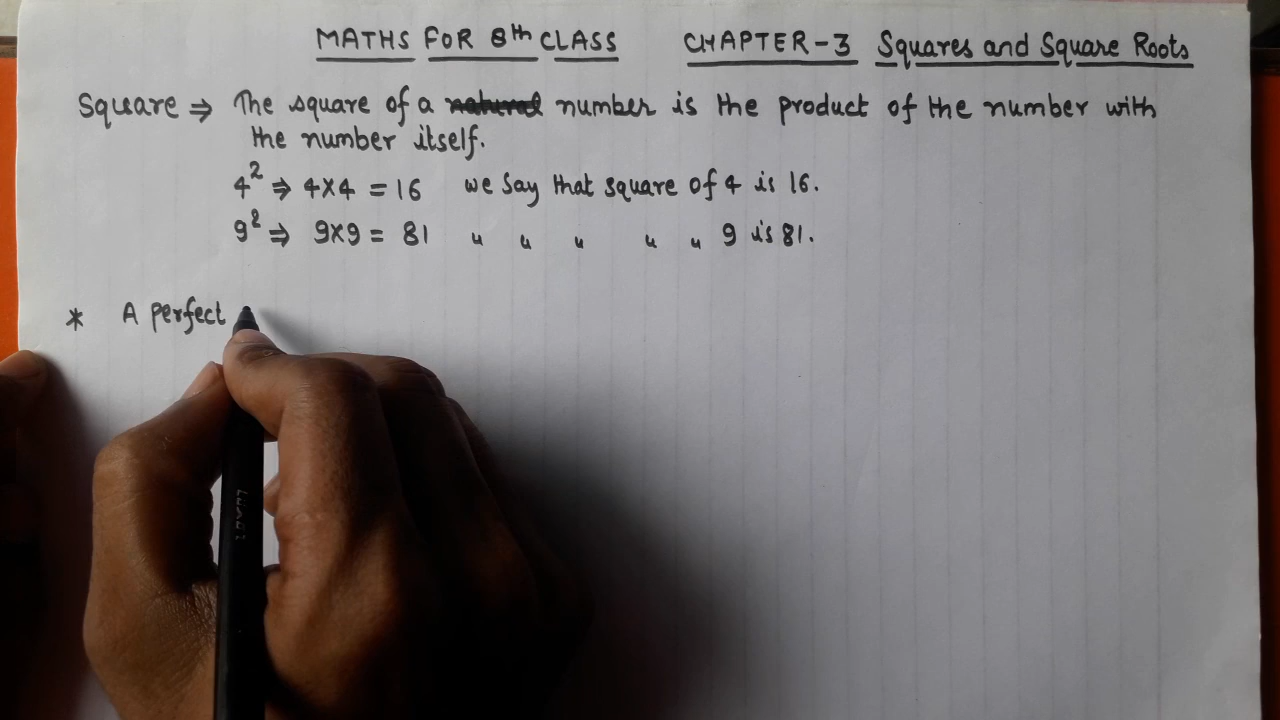 MATHS FOR 8th CLASS CHAPTER-3 Squares and Square Roots
Square ⇒ The square of a natural number is the product of the number with
the number itself.
4² ⇒ 4×4 = 16 we say that square of 4 is 16.
9² ⇒ 9×9 = 81 " " " " " 9 is 81.
* A perfect